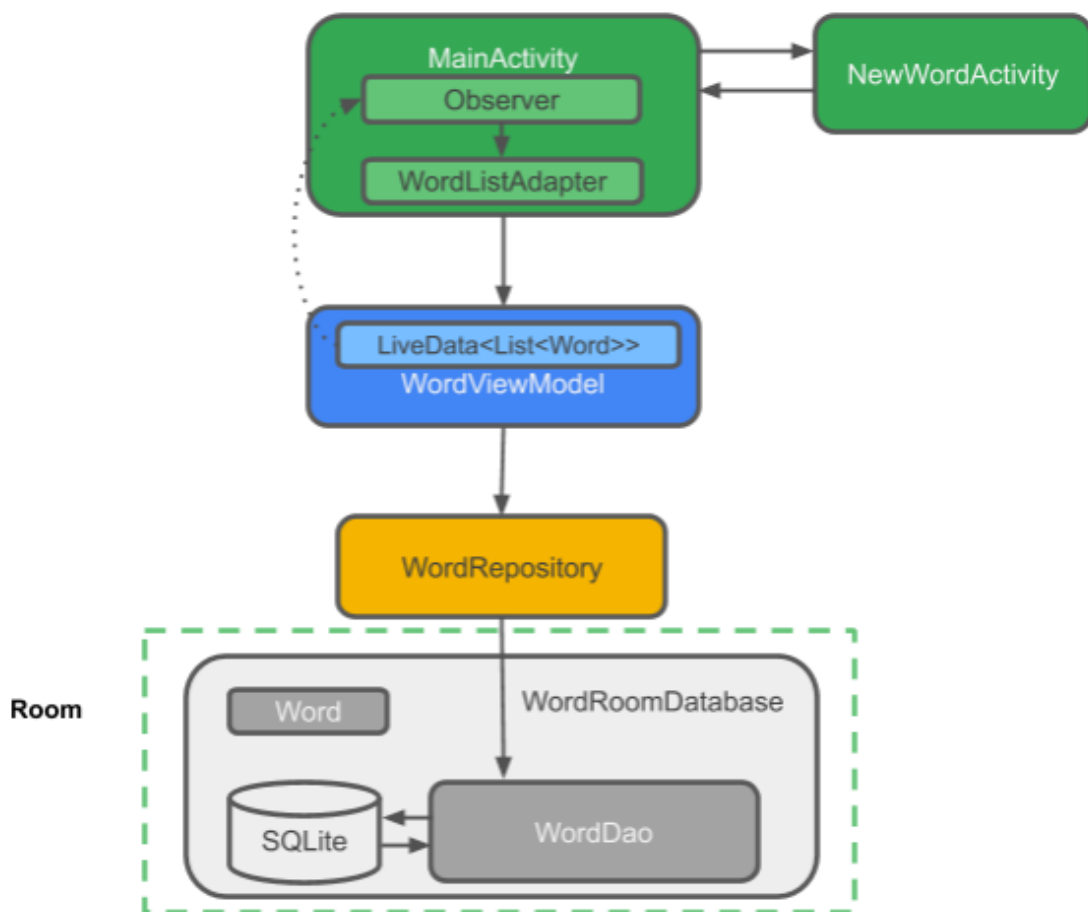 MainActivity
Observer
WordListAdapter
NewWordActivity
LiveData<List<Word>>
WordViewModel
WordRepository
Room
Word
WordRoomDatabase
SQLite
WordDao